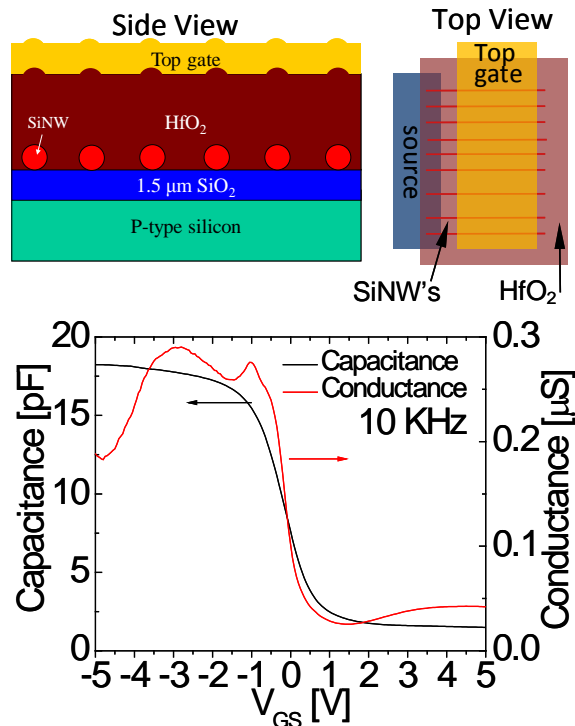 Side View
Top gate
SiNW
HfO₂
1.5 µm SiO₂
P-type silicon
Top View
Top
gate
source
SiNW's
HfO₂
20
15
10
5
0
Capacitance [pF]
Capacitance
Conductance
10 KHz
0.3
0.2
0.1
0.0
Conductance [µS]
-5 -4 -3 -2 -1 0 1 2 3 4 5
V_GS [V]